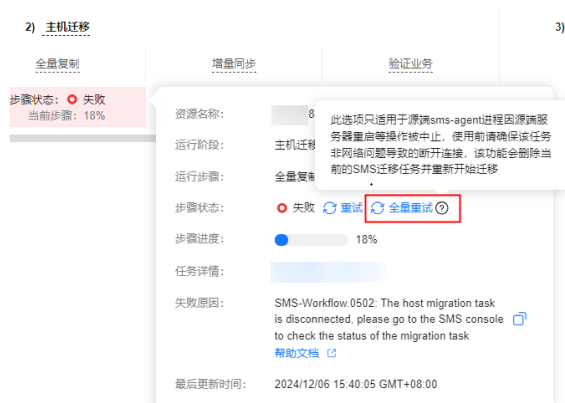 2) 主机迁移
3)
全量复制
增量同步
验证业务
步骤状态： 失败
当前步骤：18%
资源名称： 8
此选项只适用于源端sms-agent进程因源端服
务器重启等操作被中止，使用前请确保该任务
非网络问题导致的断开连接，该功能会删除当
前的SMS迁移任务并重新开始迁移
运行阶段： 主机迁移
运行步骤： 全量复制
步骤状态： 失败 重试 全量重试
步骤进度： 18%
任务详情：
失败原因： SMS-Workflow.0502: The host migration task
is disconnected, please go to the SMS console
to check the status of the migration task
帮助文档
最后更新时间： 2024/12/06 15:40:05 GMT+08:00